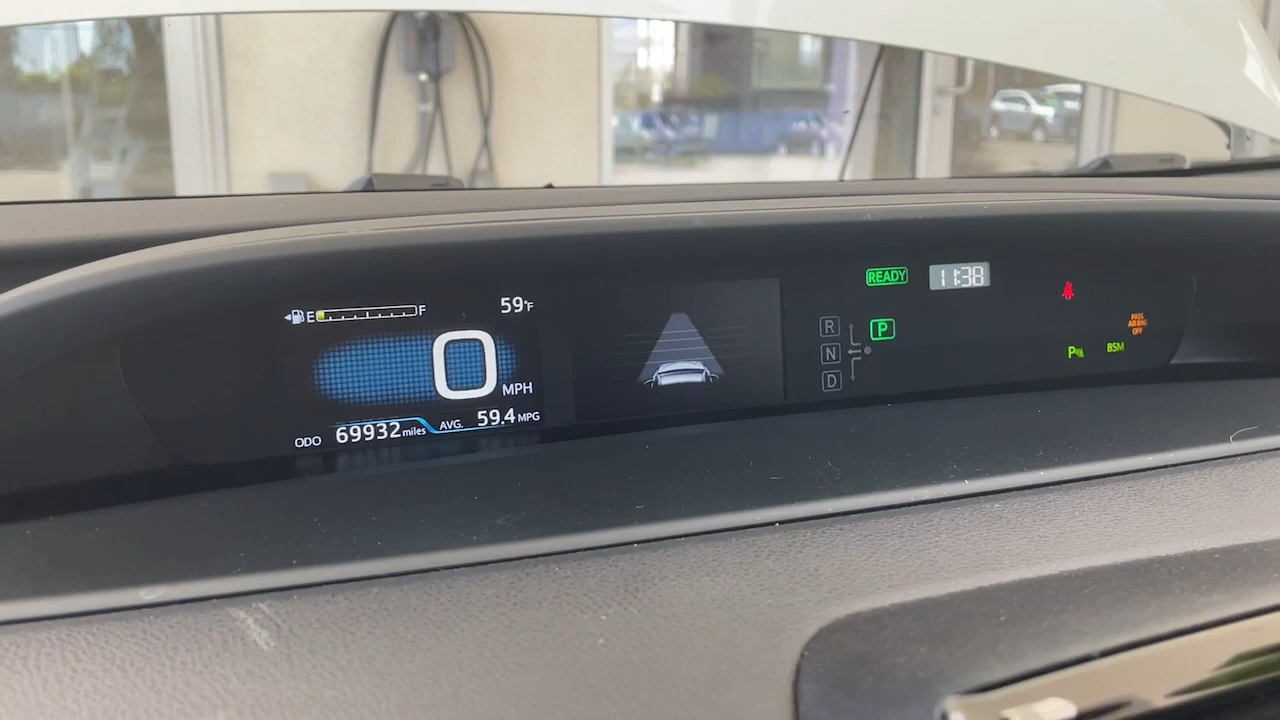 E F
59°F
0 MPH
ODO 69932 miles AVG. 59.4 MPG
READY
11:38
R P
N
D
PASS
AIR BAG
OFF
P BSM